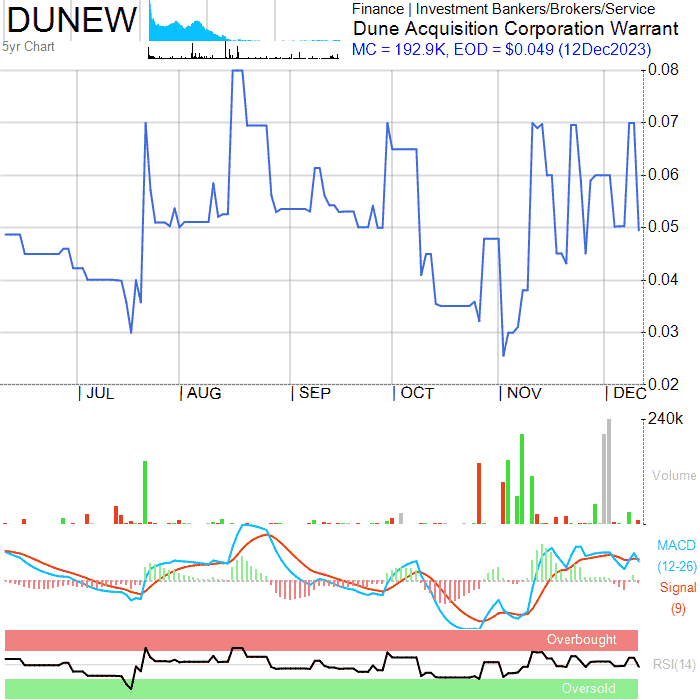 DUNEW
5yr Chart
Finance | Investment Bankers/Brokers/Service
Dune Acquisition Corporation Warrant
MC = 192.9K, EOD = $0.049 (12Dec2023)
0.08
0.07
0.06
0.05
0.04
0.03
0.02
| JUL | AUG | SEP | OCT | NOV | DEC
240k
Volume
MACD
(12-26)
Signal
(9)
Overbought
RSI(14)
Oversold